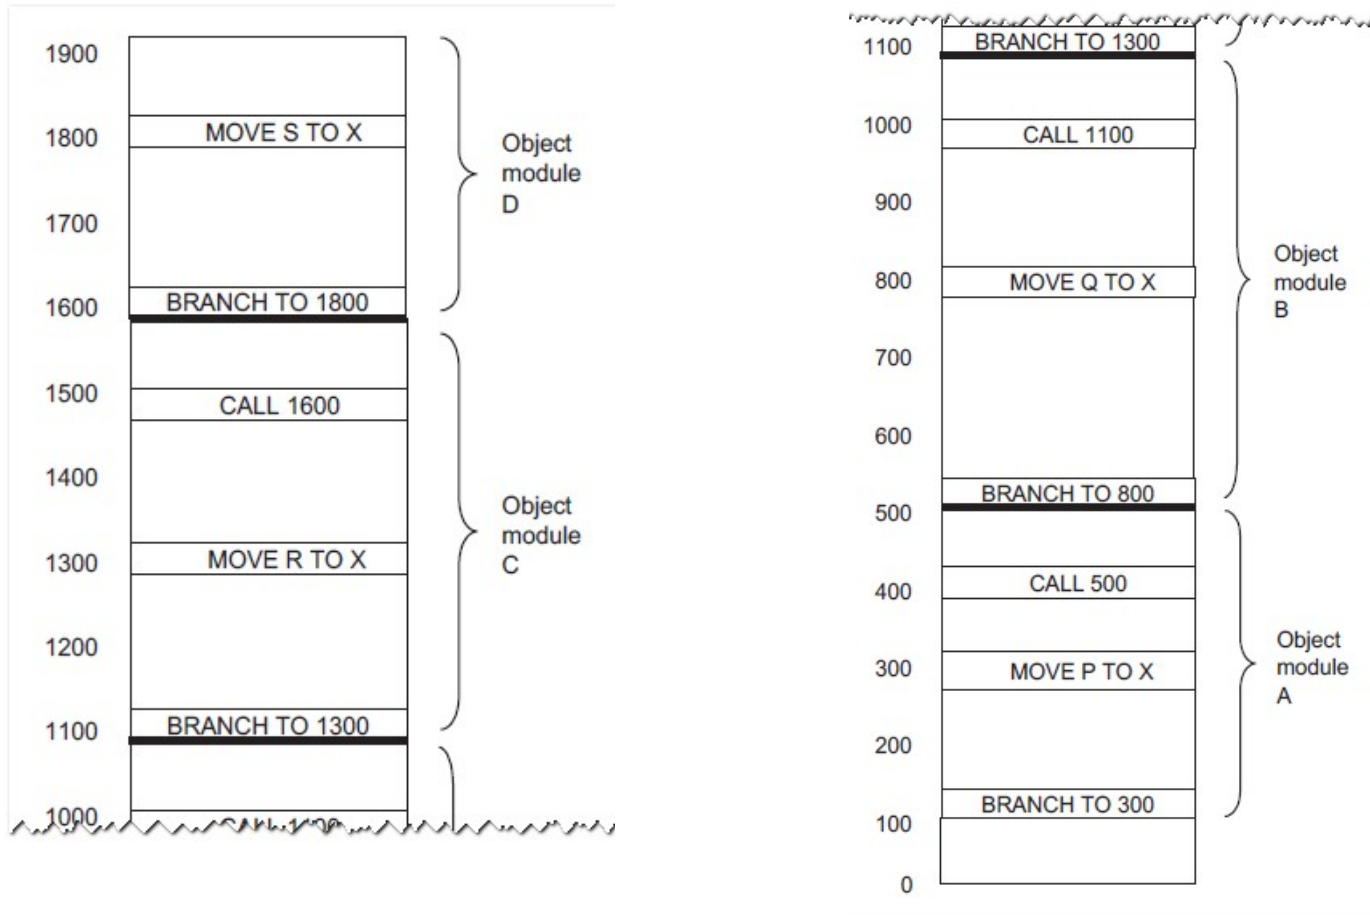 1900
1800
MOVE S TO X
1700
1600
BRANCH TO 1800
Object
module
D
1500
CALL 1600
1400
1300
MOVE R TO X
1200
1100
BRANCH TO 1300
Object
module
C
1000
CALL 1100
1100
BRANCH TO 1300
1000
CALL 1100
900
800
MOVE Q TO X
700
600
500
BRANCH TO 800
Object
module
B
400
CALL 500
300
MOVE P TO X
200
100
BRANCH TO 300
0
Object
module
A